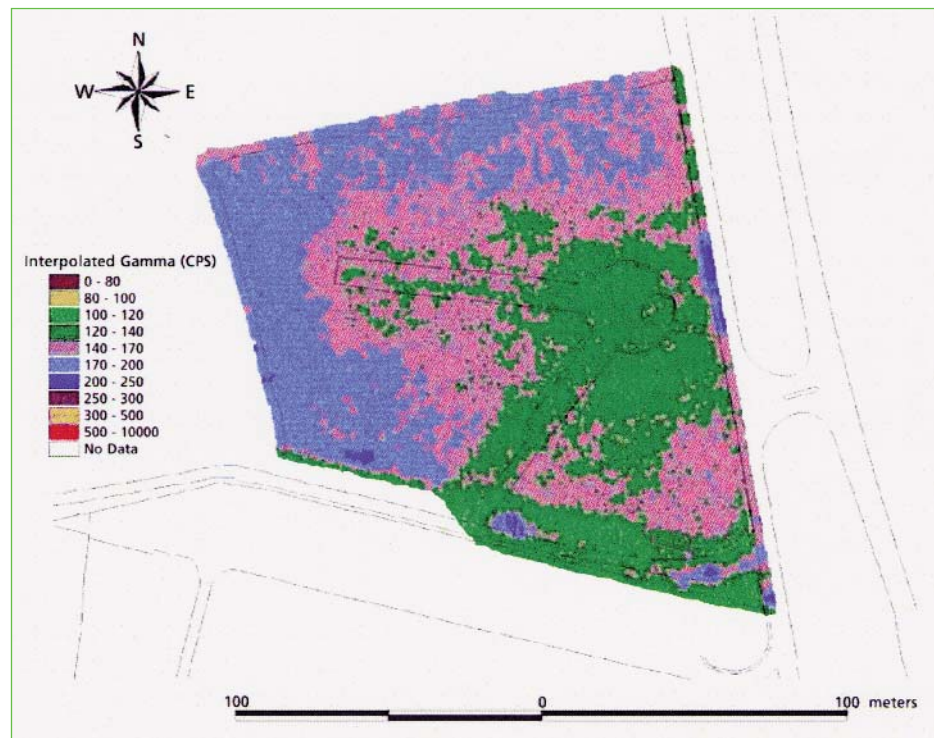 N
W E
S
Interpolated Gamma (CPS)
0 - 80
80 - 100
100 - 120
120 - 140
140 - 170
170 - 200
200 - 250
250 - 300
300 - 500
500 - 10000
No Data
100 0 100 meters